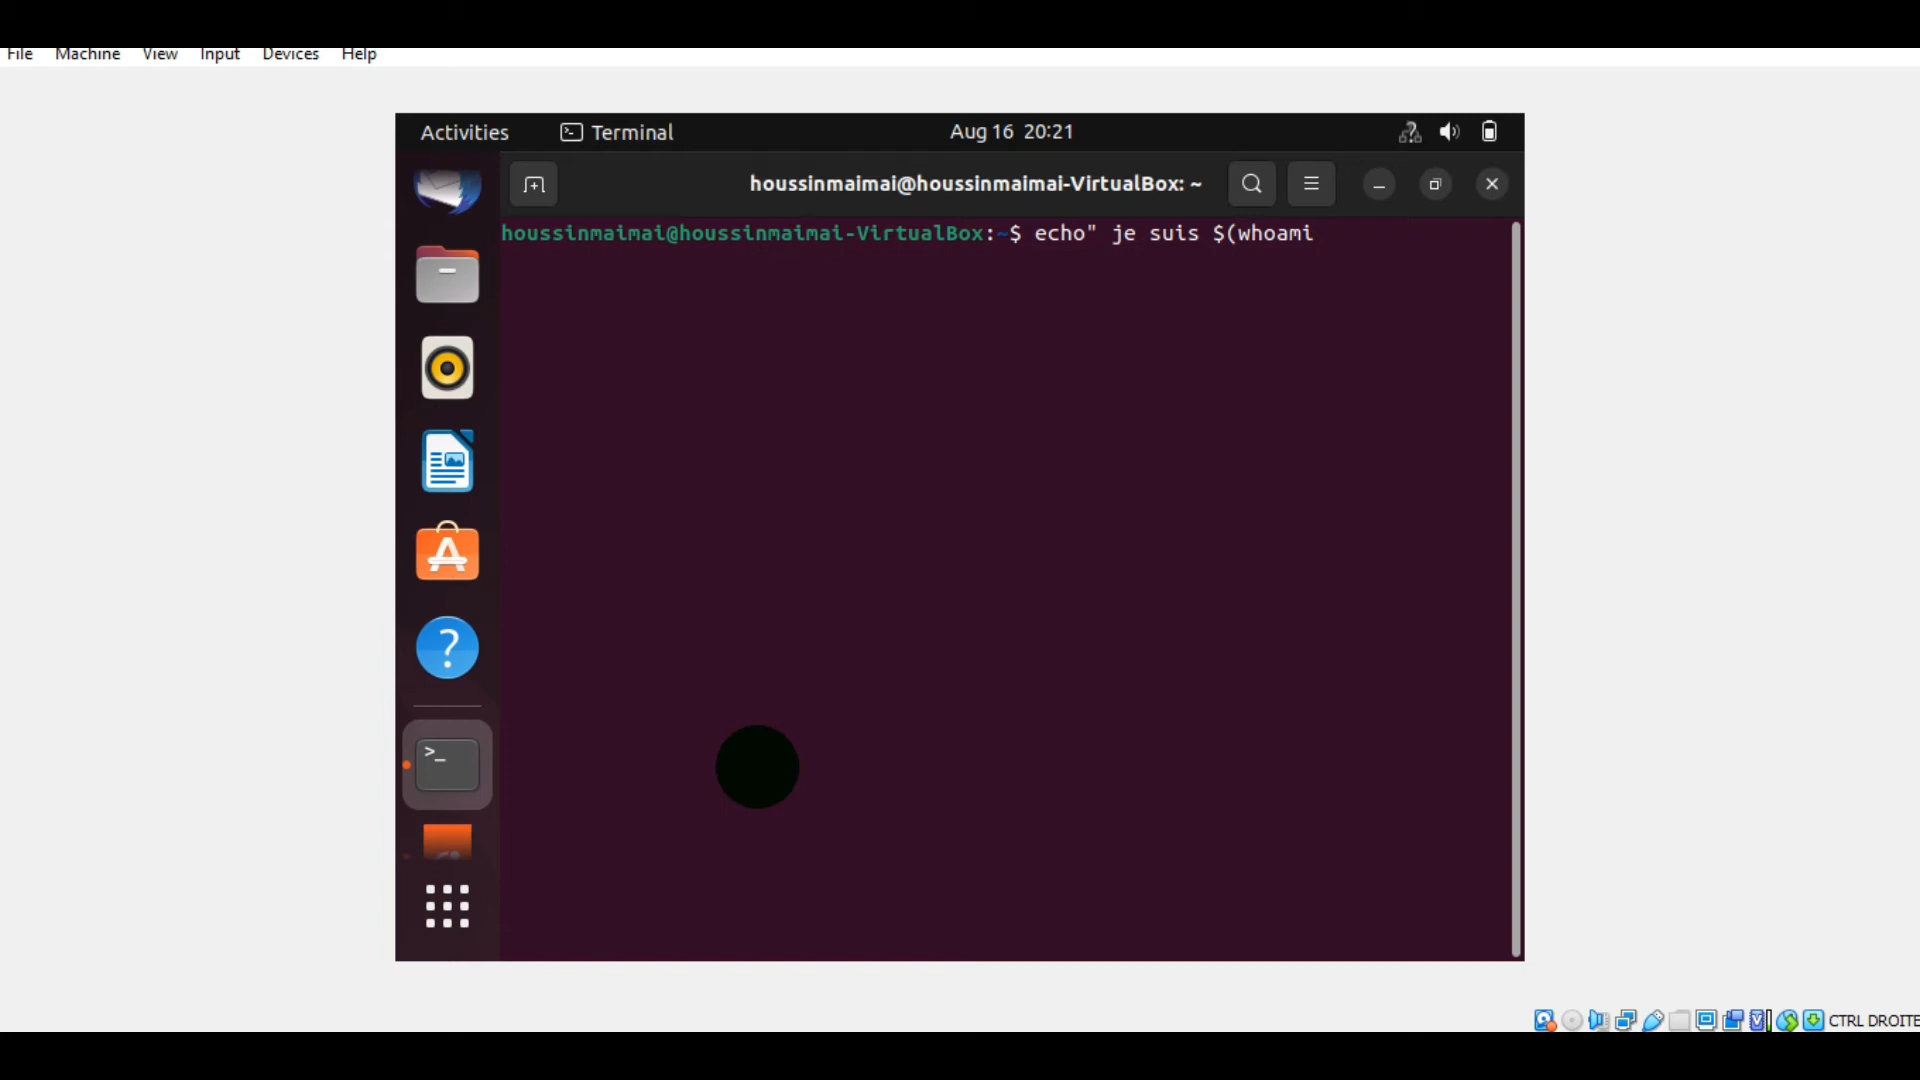 File Machine View Input Devices Help
Activities Terminal Aug 16 20:21
houssinmaimai@houssinmaimai-VirtualBox: ~
houssinmaimai@houssinmaimai-VirtualBox:~$ echo" je suis $(whoami
CTRL DROITE